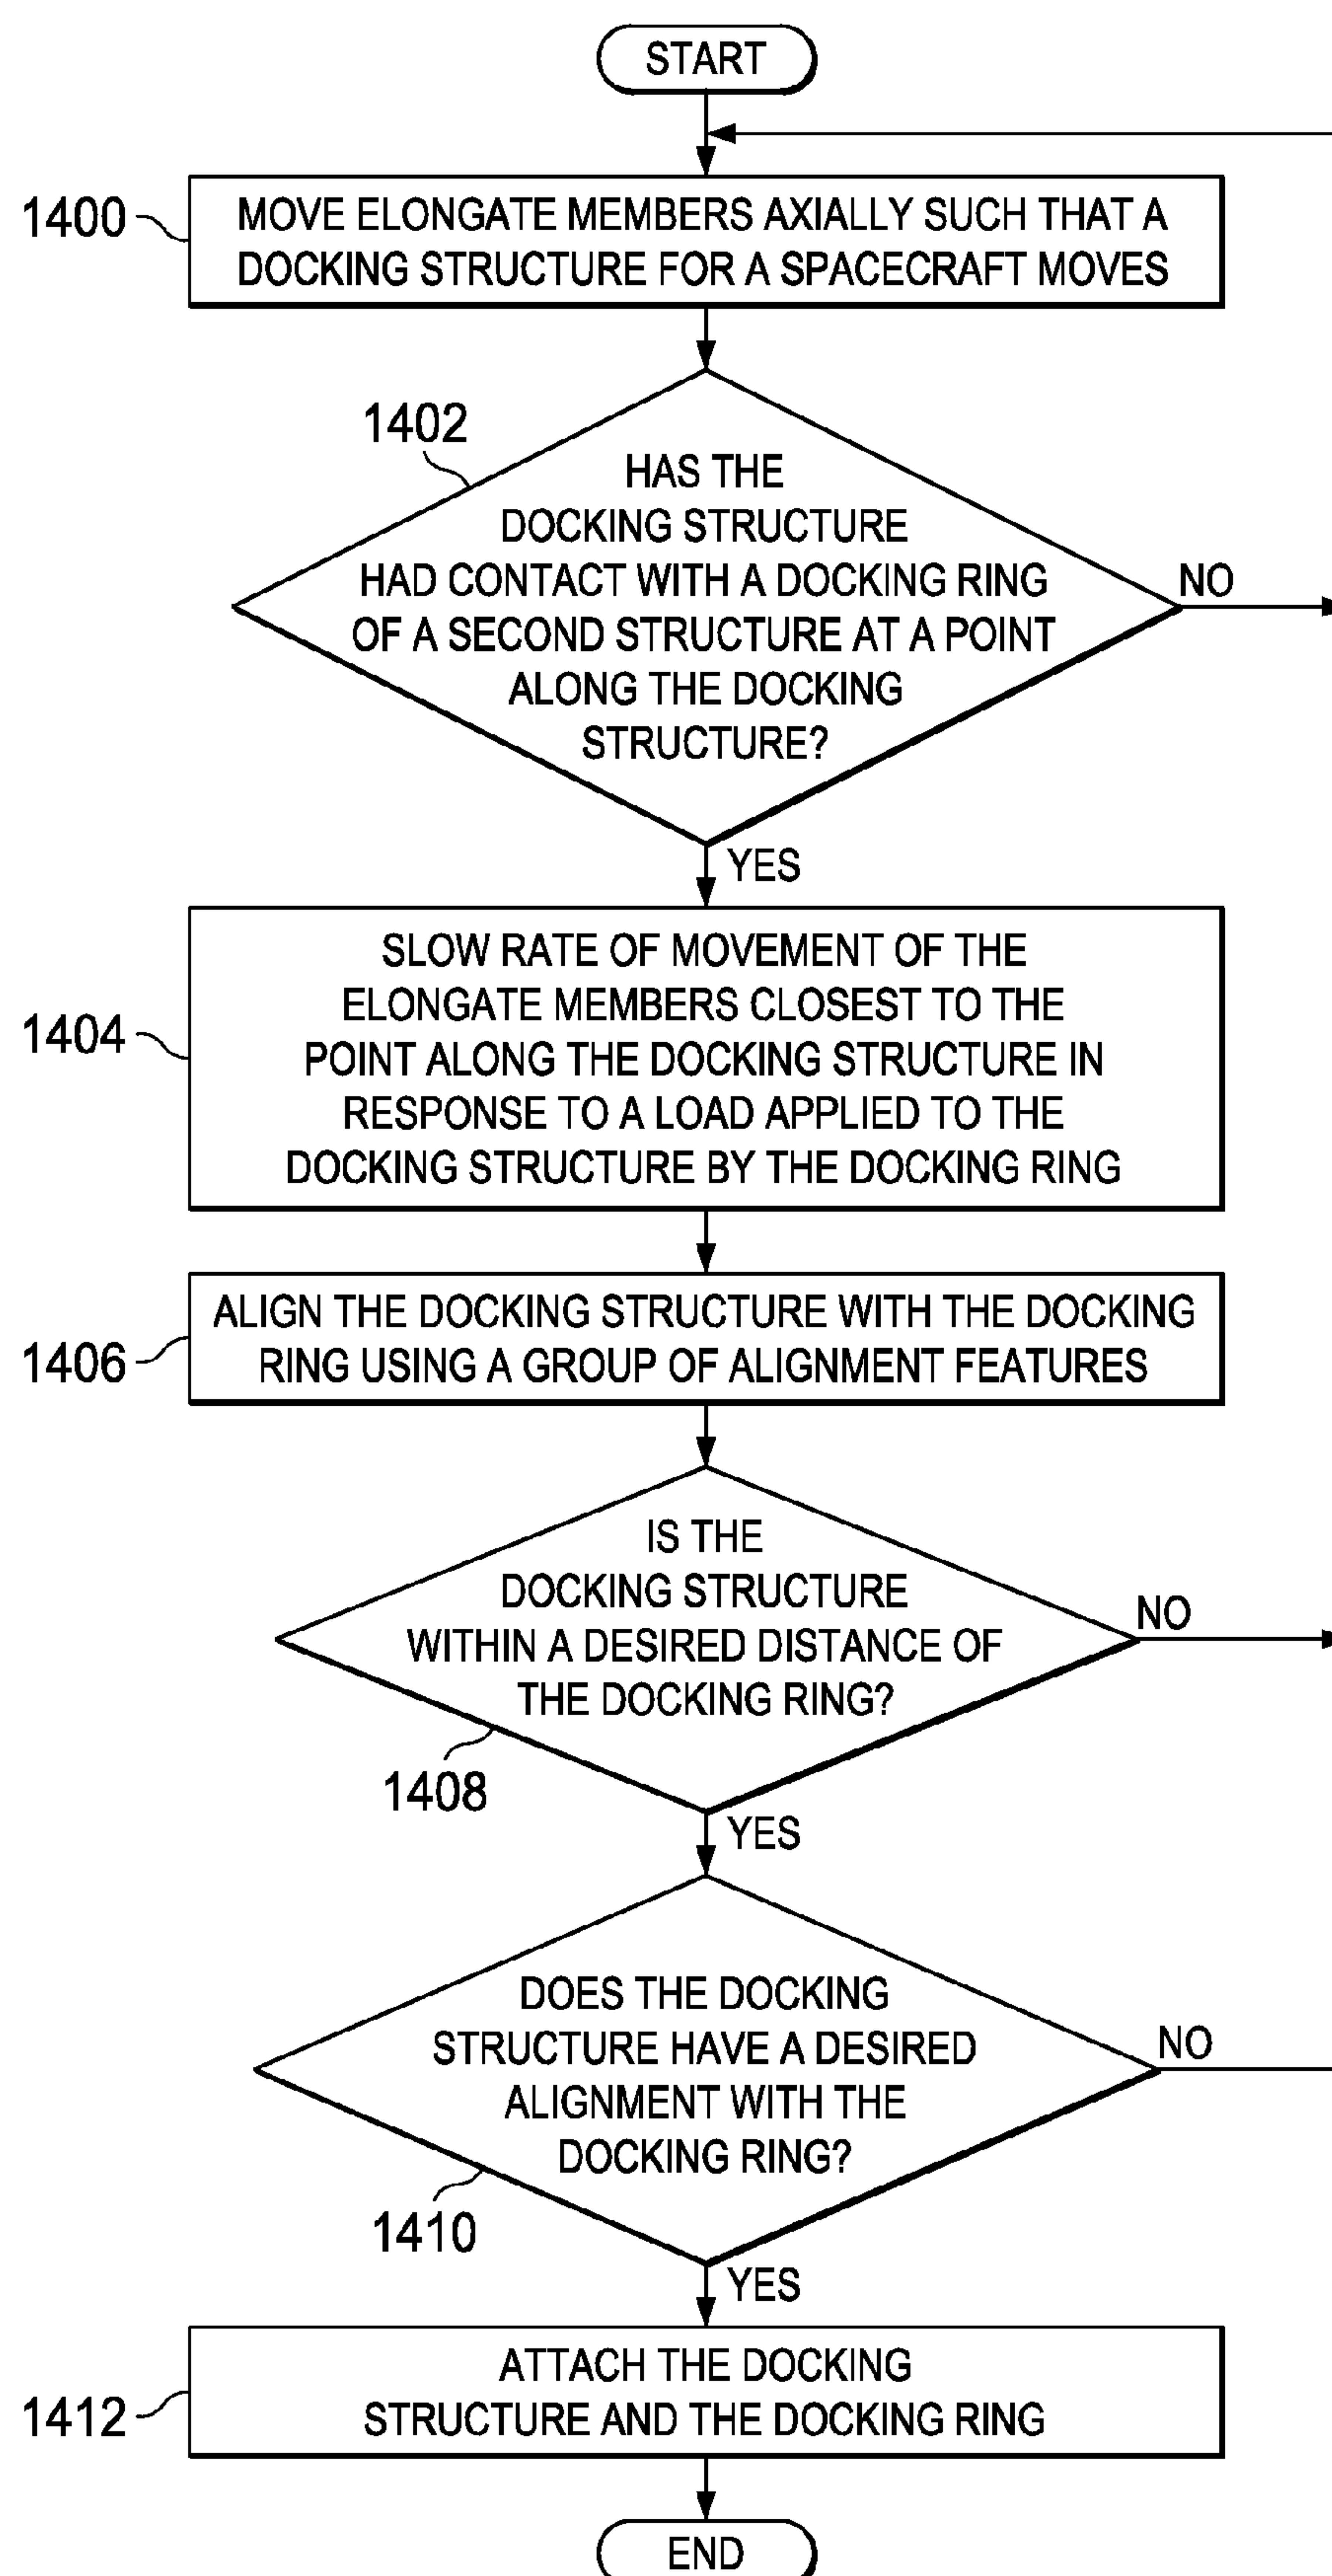 START
1400
MOVE ELONGATE MEMBERS AXIALLY SUCH THAT A
DOCKING STRUCTURE FOR A SPACECRAFT MOVES
1402
HAS THE
DOCKING STRUCTURE
HAD CONTACT WITH A DOCKING RING
OF A SECOND STRUCTURE AT A POINT
ALONG THE DOCKING
STRUCTURE?
NO
YES
1404
SLOW RATE OF MOVEMENT OF THE
ELONGATE MEMBERS CLOSEST TO THE
POINT ALONG THE DOCKING STRUCTURE IN
RESPONSE TO A LOAD APPLIED TO THE
DOCKING STRUCTURE BY THE DOCKING RING
1406
ALIGN THE DOCKING STRUCTURE WITH THE DOCKING
RING USING A GROUP OF ALIGNMENT FEATURES
IS THE
DOCKING STRUCTURE
WITHIN A DESIRED DISTANCE OF
THE DOCKING RING?
NO
1408
YES
DOES THE DOCKING
STRUCTURE HAVE A DESIRED
ALIGNMENT WITH THE
DOCKING RING?
NO
1410
YES
1412
ATTACH THE DOCKING
STRUCTURE AND THE DOCKING RING
END